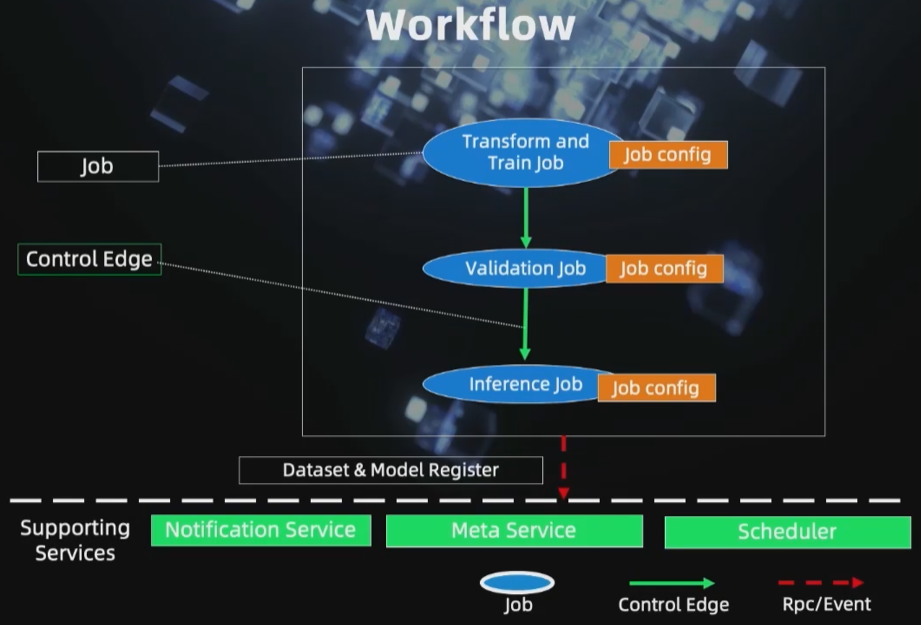 Workflow
Transform and
Train Job
Job config
Job
Control Edge
Validation Job
Job config
Inference Job
Job config
Dataset & Model Register
Supporting
Services
Notification Service
Meta Service
Scheduler
Job
Control Edge
Rpc/Event